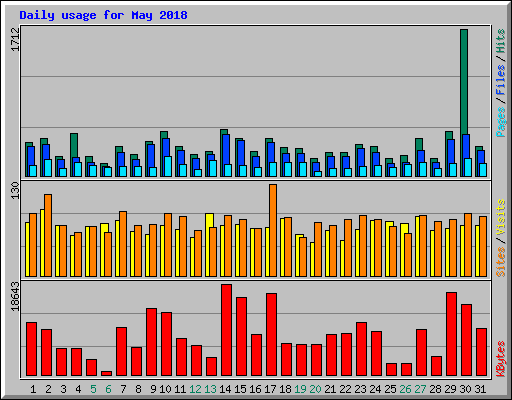 Daily usage for May 2018
1712
Pages / Files / Hits
130
Sites / Visits
18643
KBytes
1 2 3 4 5 6 7 8 9 10 11 12 13 14 15 16 17 18 19 20 21 22 23 24 25 26 27 28 29 30 31